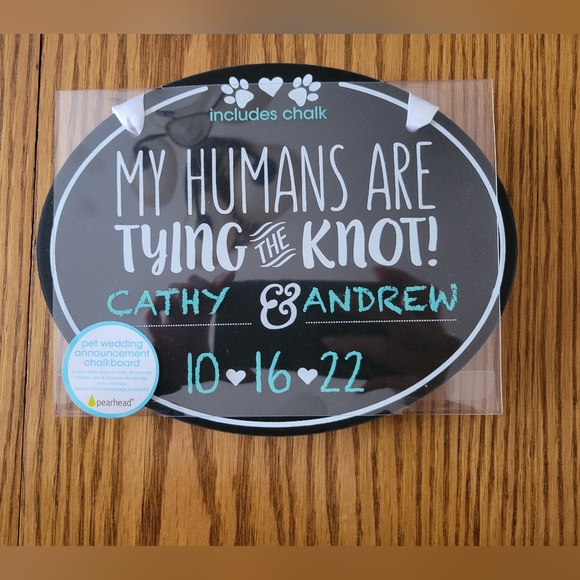 includes chalk
MY HUMANS ARE
TYING THE KNOT!
CATHY & ANDREW
10 16 22
pet wedding
announcement
chalkboard
pearhead